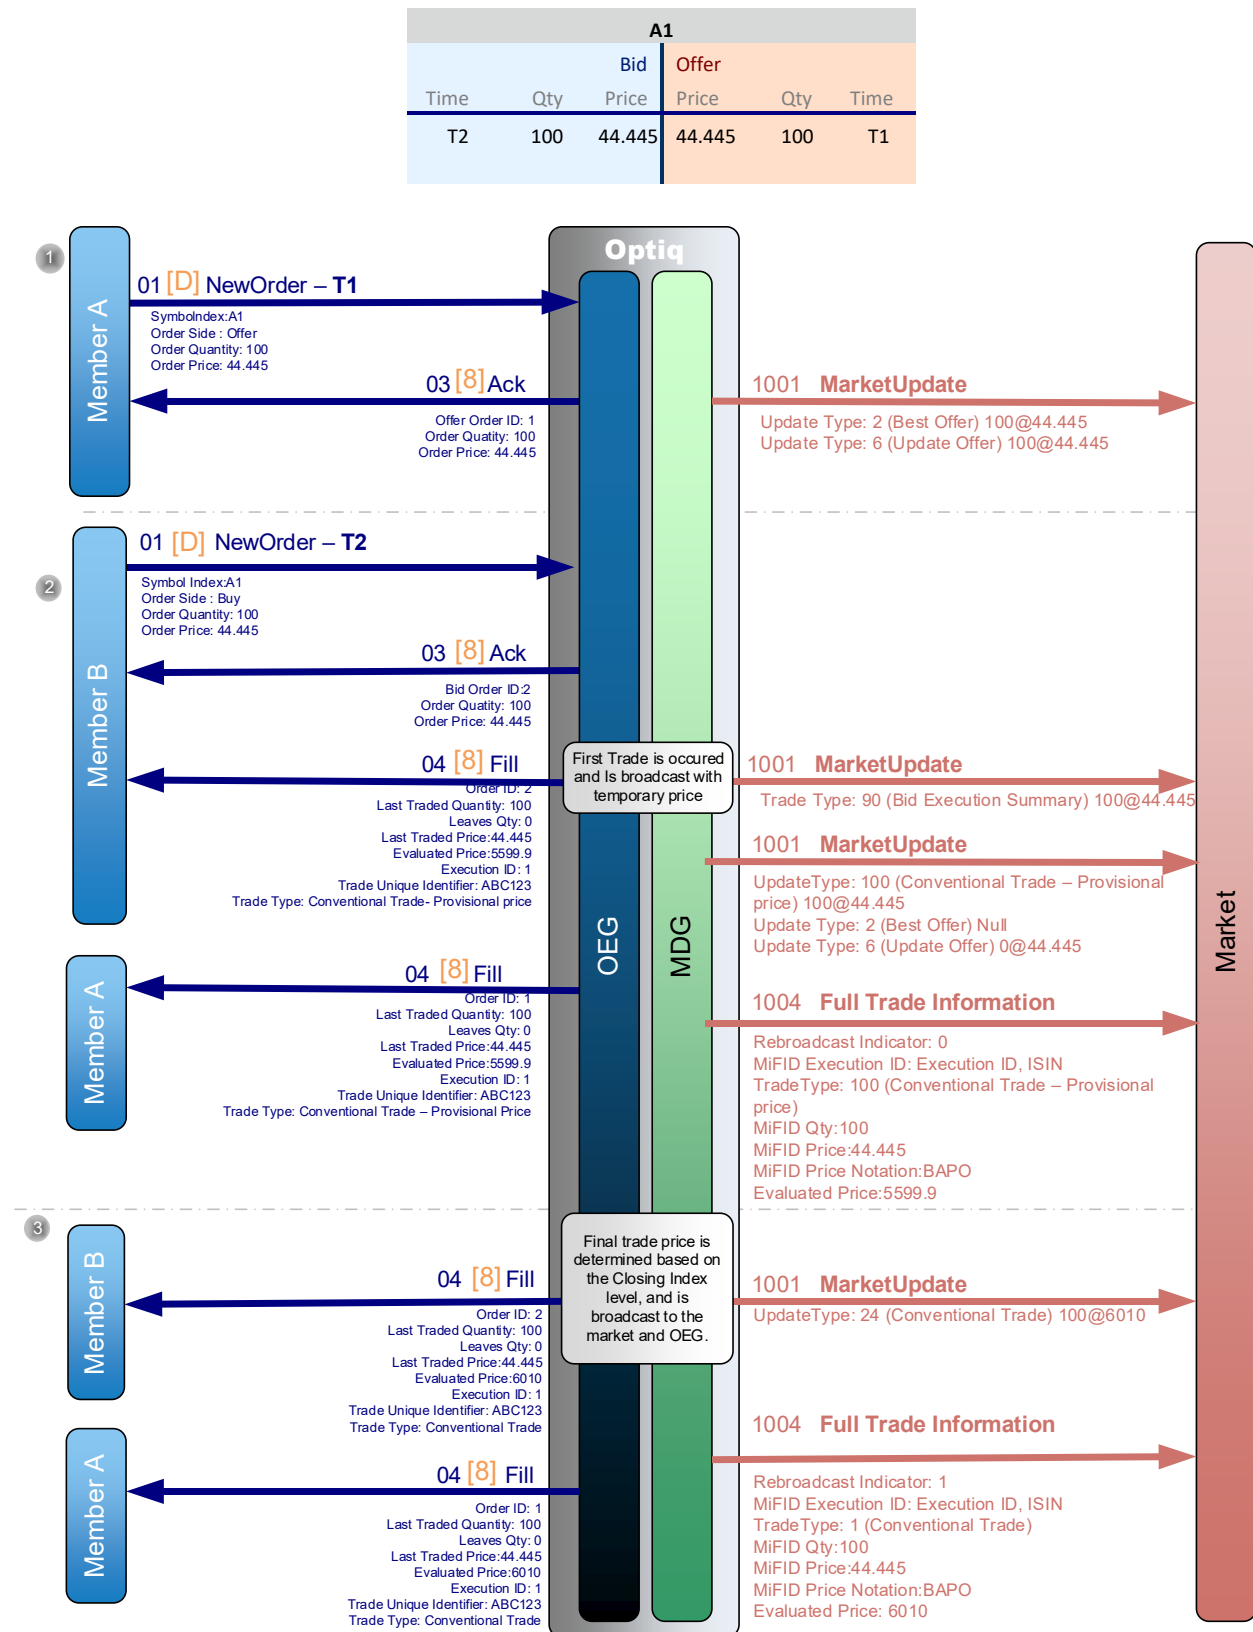 A1
Bid Offer
Time Qty Price Price Qty Time
T2 100 44.445 44.445 100 T1
Optiq
1
Member A
01 [D] NewOrder – T1
SymbolIndex:A1
Order Side : Offer
Order Quantity: 100
Order Price: 44.445
03 [8] Ack
Offer Order ID: 1
Order Quatity: 100
Order Price: 44.445
1001 MarketUpdate
Update Type: 2 (Best Offer) 100@44.445
Update Type: 6 (Update Offer) 100@44.445
2
Member B
01 [D] NewOrder – T2
Symbol Index:A1
Order Side : Buy
Order Quantity: 100
Order Price: 44.445
03 [8] Ack
Bid Order ID:2
Order Quatity: 100
Order Price: 44.445
04 [8] Fill
Order ID: 2
Last Traded Quantity: 100
Leaves Qty: 0
Last Traded Price:44.445
Evaluated Price:5599.9
Execution ID: 1
Trade Unique Identifier: ABC123
Trade Type: Conventional Trade- Provisional price
First Trade is occured
and Is broadcast with
temporary price
1001 MarketUpdate
Trade Type: 90 (Bid Execution Summary) 100@44.445
1001 MarketUpdate
UpdateType: 100 (Conventional Trade – Provisional
price) 100@44.445
Update Type: 2 (Best Offer) Null
Update Type: 6 (Update Offer) 0@44.445
OEG
MDG
Market
Member A
04 [8] Fill
Order ID: 1
Last Traded Quantity: 100
Leaves Qty: 0
Last Traded Price:44.445
Evaluated Price:5599.9
Execution ID: 1
Trade Unique Identifier: ABC123
Trade Type: Conventional Trade – Provisional Price
1004 Full Trade Information
Rebroadcast Indicator: 0
MiFID Execution ID: Execution ID, ISIN
TradeType: 100 (Conventional Trade – Provisional
price)
MiFID Qty:100
MiFID Price:44.445
MiFID Price Notation:BAPO
Evaluated Price:5599.9
3
Member B
04 [8] Fill
Order ID: 2
Last Traded Quantity: 100
Leaves Qty: 0
Last Traded Price:44.445
Evaluated Price:6010
Execution ID: 1
Trade Unique Identifier: ABC123
Trade Type: Conventional Trade
Final trade price is
determined based on
the Closing Index
level, and is
broadcast to the
market and OEG.
1001 MarketUpdate
UpdateType: 24 (Conventional Trade) 100@6010
Member A
04 [8] Fill
Order ID: 1
Last Traded Quantity: 100
Leaves Qty: 0
Last Traded Price:44.445
Evaluated Price:6010
Execution ID: 1
Trade Unique Identifier: ABC123
Trade Type: Conventional Trade
1004 Full Trade Information
Rebroadcast Indicator: 1
MiFID Execution ID: Execution ID, ISIN
TradeType: 1 (Conventional Trade)
MiFID Qty:100
MiFID Price:44.445
MiFID Price Notation:BAPO
Evaluated Price: 6010